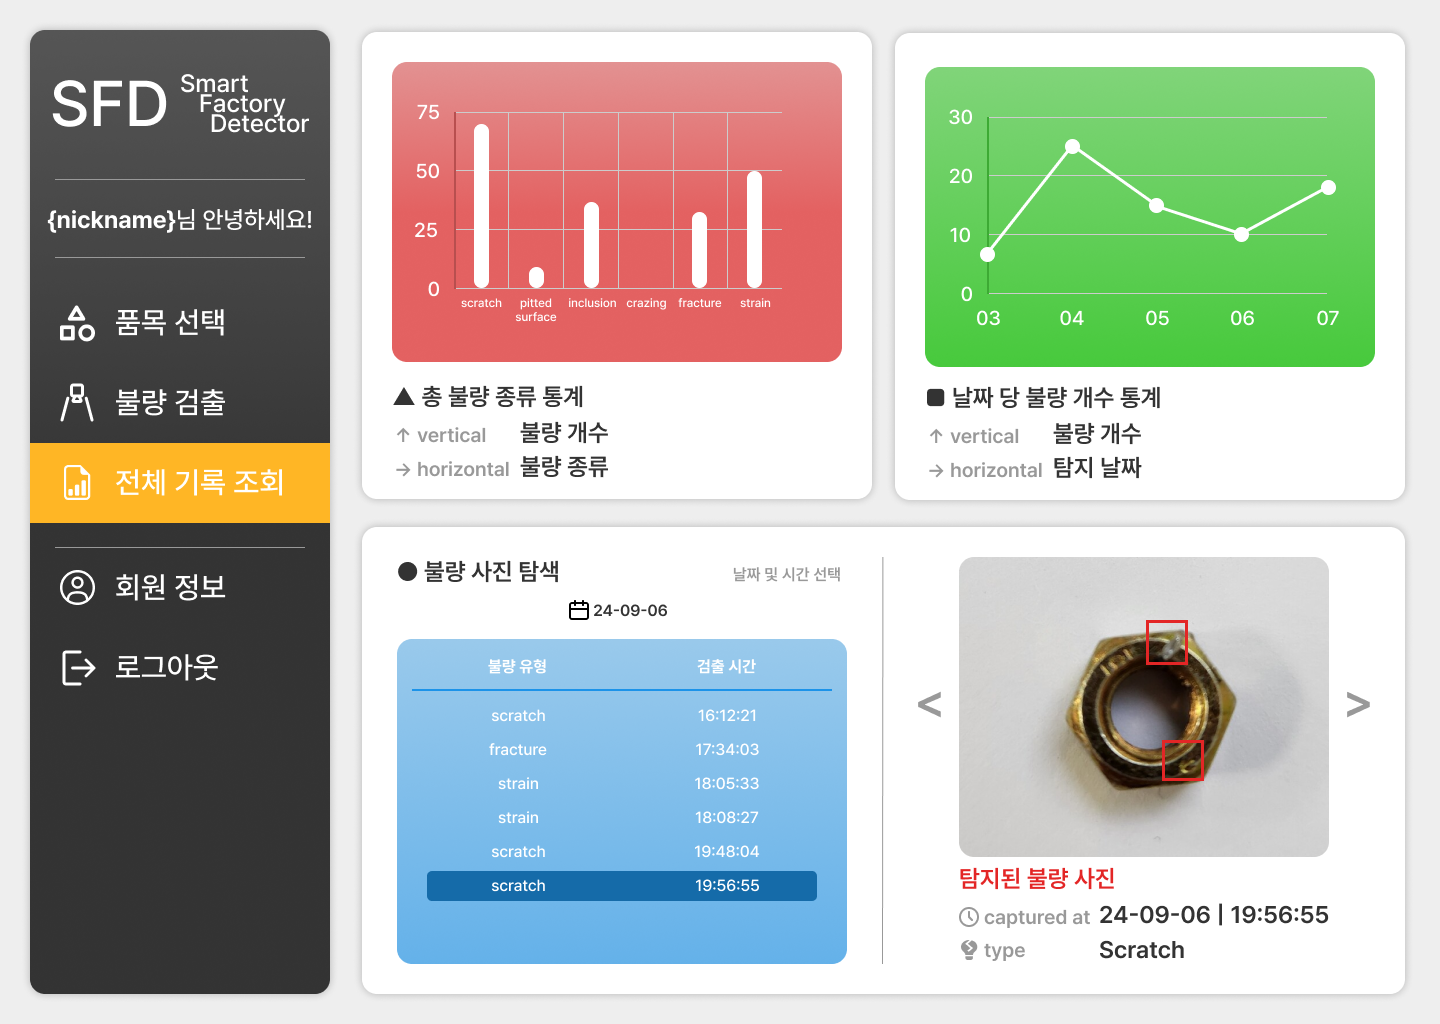 SFD
Smart
Factory
Detector
{nickname}님 안녕하세요!
품목 선택
불량 검출
전체 기록 조회
회원 정보
로그아웃
75
50
25
0
scratch
pitted
surface
inclusion
crazing
fracture
strain
▲ 총 불량 종류 통계
↑ vertical 불량 개수
→ horizontal 불량 종류
30
20
10
0
03 04 05 06 07
■ 날짜 당 불량 개수 통계
↑ vertical 불량 개수
→ horizontal 탐지 날짜
● 불량 사진 탐색
날짜 및 시간 선택
24-09-06
불량 유형 검출 시간
scratch 16:12:21
fracture 17:34:03
strain 18:05:33
strain 18:08:27
scratch 19:48:04
scratch 19:56:55
< >
탐지된 불량 사진
captured at 24-09-06 | 19:56:55
type Scratch